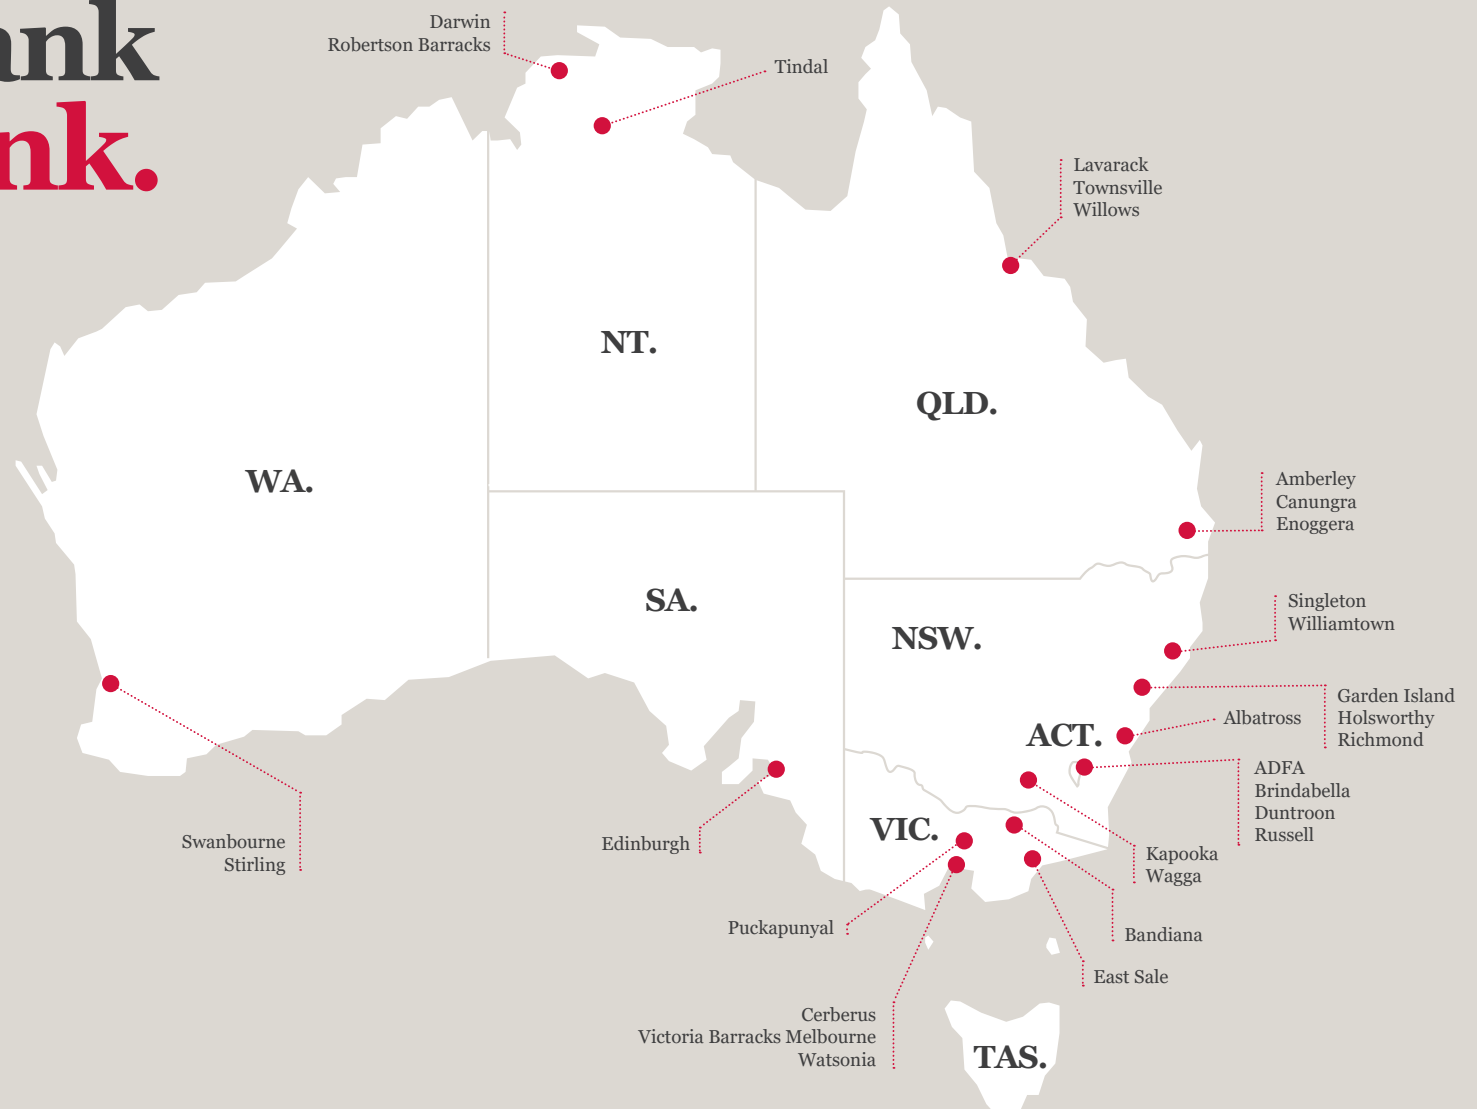 Darwin
Robertson Barracks
Tindal
Lavarack
Townsville
Willows
NT.
QLD.
WA.
Amberley
Canungra
Enoggera
SA.
NSW.
Singleton
Williamtown
Garden Island
Holsworthy
Richmond
Albatross
ACT.
ADFA
Brindabella
Duntroon
Russell
VIC.
Swanbourne
Stirling
Edinburgh
Kapooka
Wagga
Puckapunyal
Bandiana
East Sale
Cerberus
Victoria Barracks Melbourne
Watsonia
TAS.